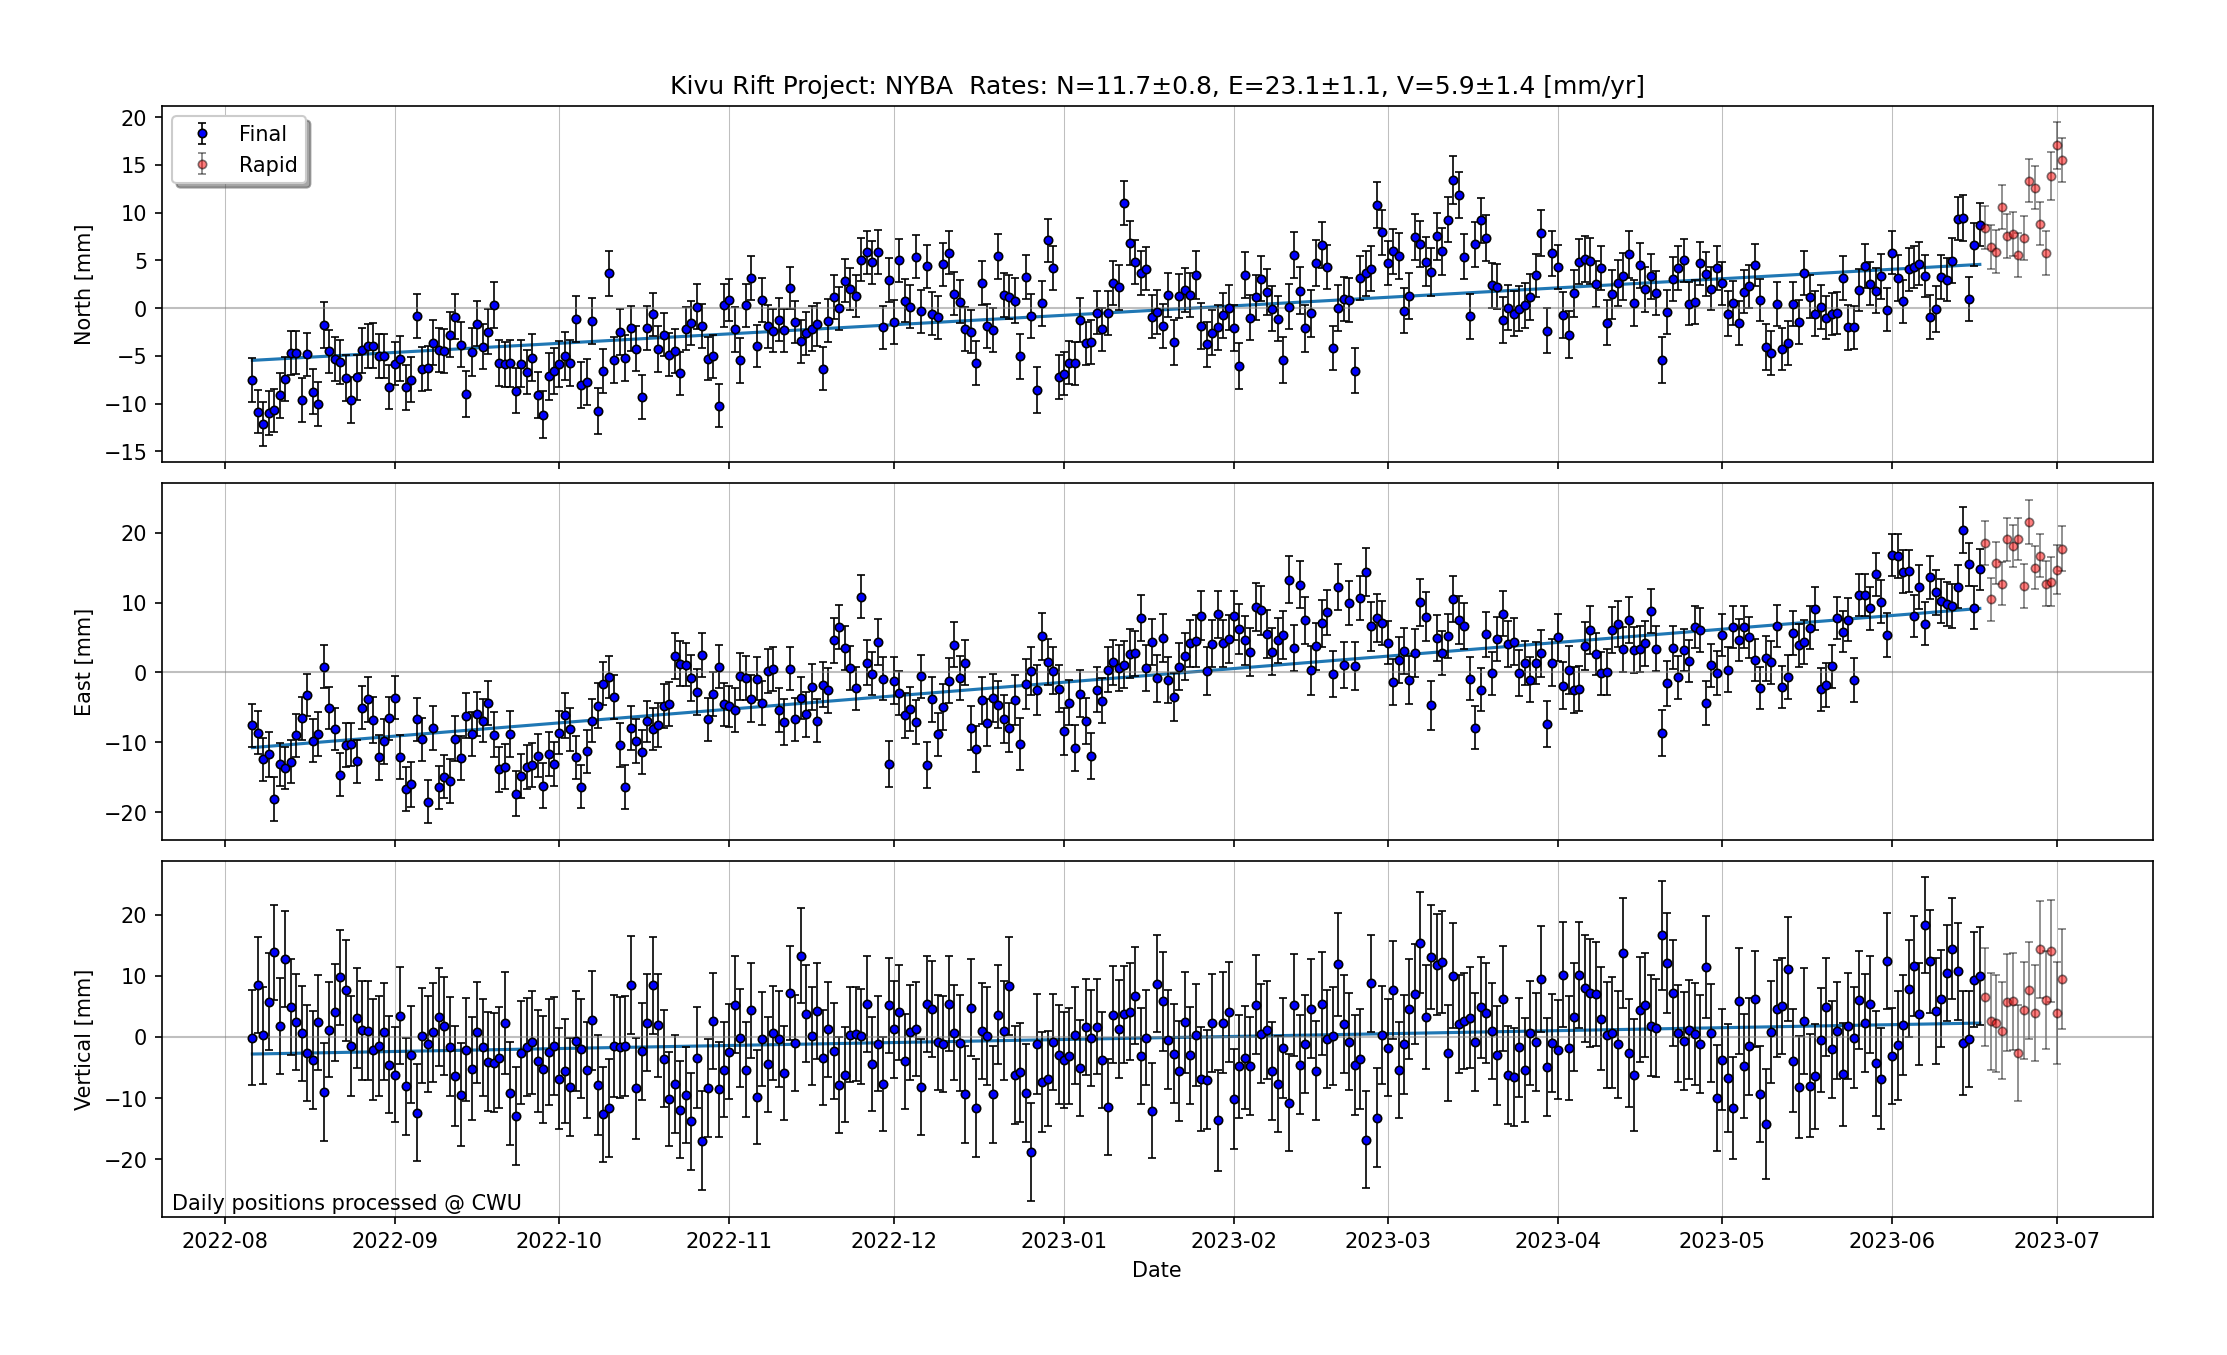 Kivu Rift Project: NYBA  Rates: N=11.7±0.8, E=23.1±1.1, V=5.9±1.4 [mm/yr]
Final
Rapid
North [mm]
20
15
10
5
0
−5
−10
−15
East [mm]
20
10
0
−10
−20
Vertical [mm]
20
10
0
−10
−20
Daily positions processed @ CWU
2022-08 2022-09 2022-10 2022-11 2022-12 2023-01 2023-02 2023-03 2023-04 2023-05 2023-06 2023-07
Date